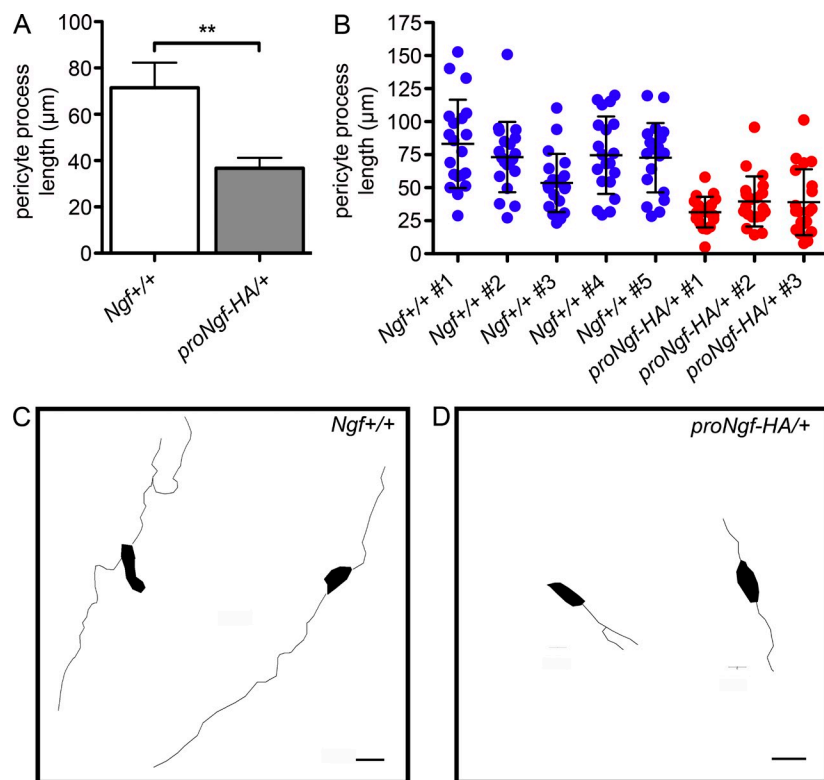 A
pericyte process
length (μm)
100
80
60
40
20
0
**
Ngf+/+
proNgf-HA/+
B
pericyte process
length (μm)
175
150
125
100
75
50
25
0
Ngf+/+ #1
Ngf+/+ #2
Ngf+/+ #3
Ngf+/+ #4
Ngf+/+ #5
proNgf-HA/+ #1
proNgf-HA/+ #2
proNgf-HA/+ #3
C
Ngf+/+
D
proNgf-HA/+